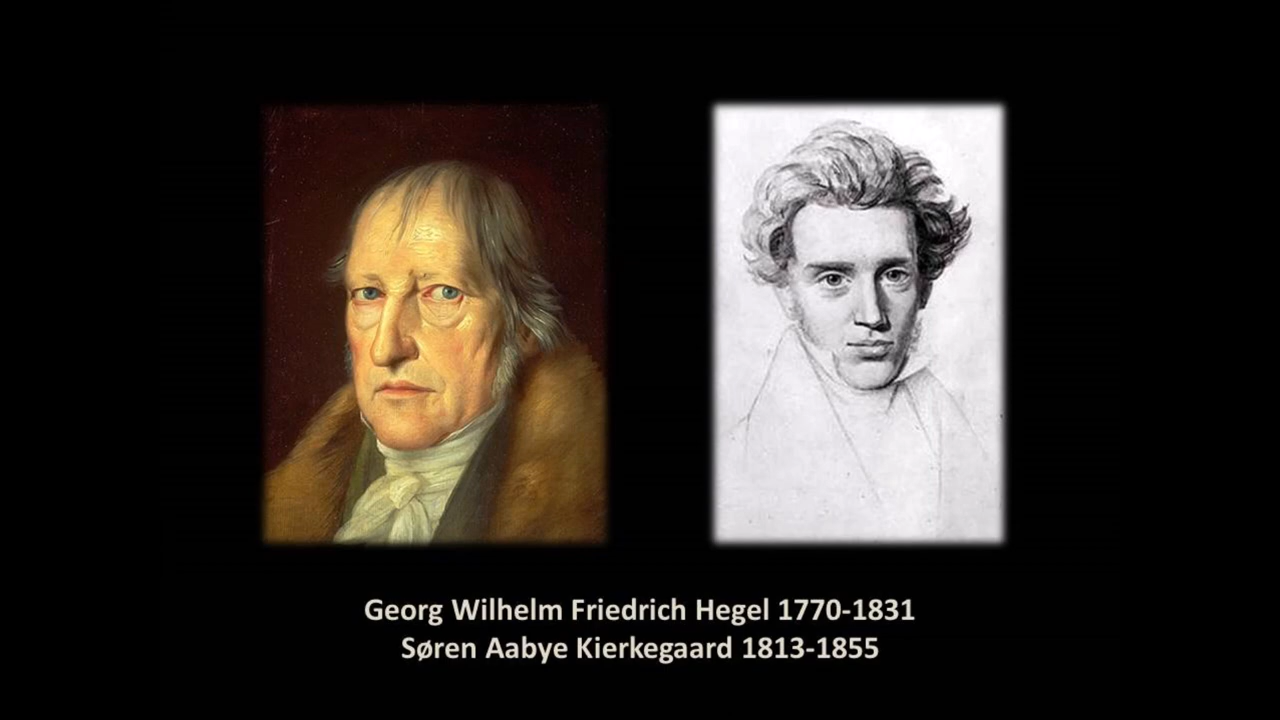 Georg Wilhelm Friedrich Hegel 1770-1831
Søren Aabye Kierkegaard 1813-1855